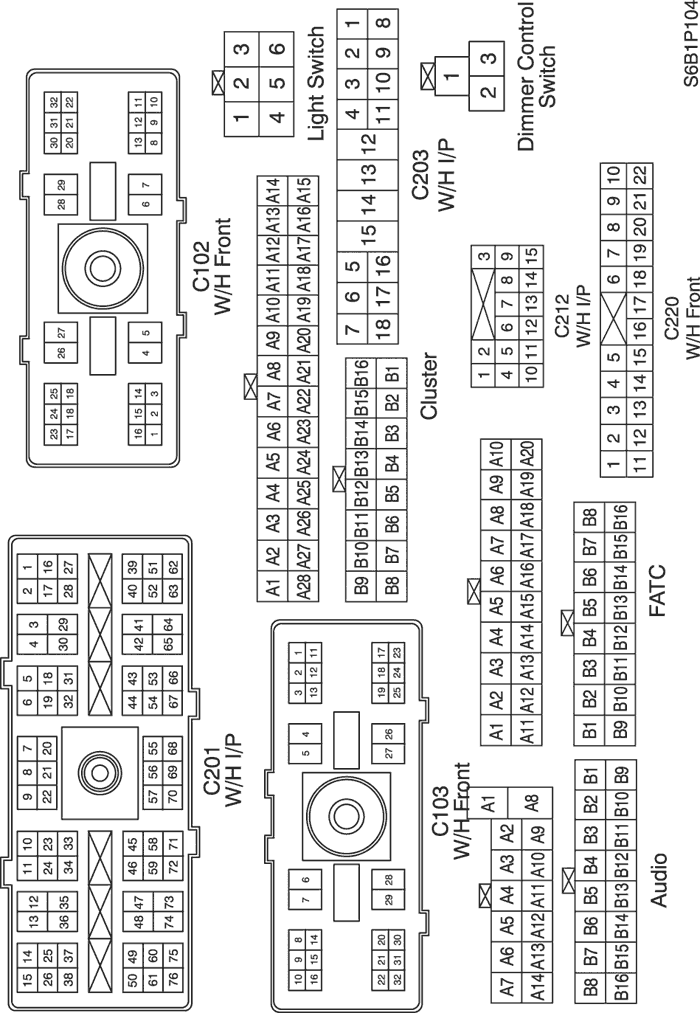 15 14 13 12 11 10 9 8 7 6 5 4 3 2 1
26 25 24 23 22 21 20 19 18 17 16
38 37 36 35 34 33 32 31 30 29 28 27
50 49 48 47 46 45 57 56 55 44 43 42 41 40 39
61 60 59 58 70 69 68 54 53 52 51
76 75 74 73 72 71 67 66 65 64 63 62
C201
W/H I/P
23 24 25 26 27 28 29 30 31 32
17 18 18 20 21 22
16 15 14 4 5 6 7 13 12 11
1 2 3 8 9 10
C102
W/H Front
1 2 3
4 5 6
Light Switch
10 9 8 7 6 5 4 3 2 1
16 15 14 13 12 11
22 21 20 29 28 27 26 19 18 17
32 31 30 25 24 23
C103
W/H Front
A1 A2 A3 A4 A5 A6 A7 A8 A9 A10 A11 A12 A13 A14
A28 A27 A26 A25 A24 A23 A22 A21 A20 A19 A18 A17 A16 A15
B9 B10 B11 B12 B13 B14 B15 B16
B8 B7 B6 B5 B4 B3 B2 B1
Cluster
7 6 5 15 14 13 12 4 3 2 1
18 17 16 11 10 9 8
C203
W/H I/P
1
2 3
Dimmer Control
Switch
A7 A6 A5 A4 A3 A2 A1
A14 A13 A12 A11 A10 A9 A8
B8 B7 B6 B5 B4 B3 B2 B1
B16 B15 B14 B13 B12 B11 B10 B9
Audio
A1 A2 A3 A4 A5 A6 A7 A8 A9 A10
A11 A12 A13 A14 A15 A16 A17 A18 A19 A20
B1 B2 B3 B4 B5 B6 B7 B8
B9 B10 B11 B12 B13 B14 B15 B16
FATC
1 2 3
4 5 6 7 8 9
10 11 12 13 14 15
C212
W/H I/P
1 2 3 4 5 6 7 8 9 10
11 12 13 14 15 16 17 18 19 20 21 22
C220
W/H Front
S6B1P104